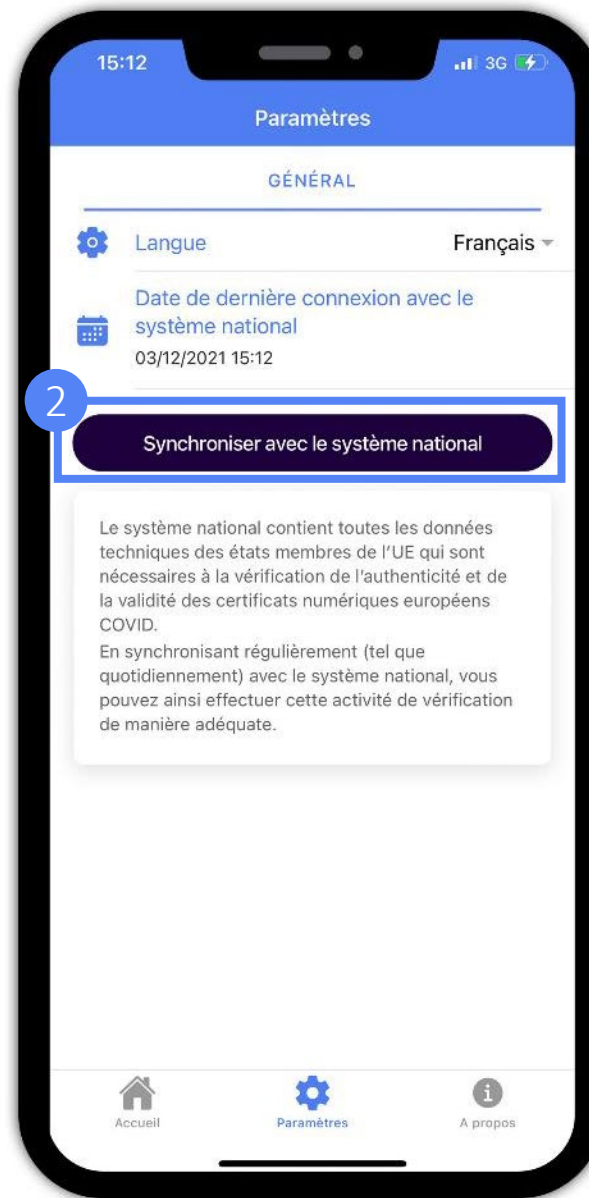 15:12
3G
Paramètres
GÉNÉRAL
Langue
Français
Date de dernière connexion avec le
système national
03/12/2021 15:12
2
Synchroniser avec le système national
Le système national contient toutes les données
techniques des états membres de l'UE qui sont
nécessaires à la vérification de l'authenticité et de
la validité des certificats numériques européens
COVID.
En synchronisant régulièrement (tel que
quotidiennement) avec le système national, vous
pouvez ainsi effectuer cette activité de vérification
de manière adéquate.
Accueil
Paramètres
A propos